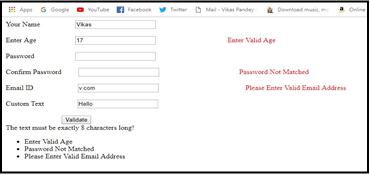 Apps G Google YouTube Facebook Twitter Mail - Vikas Pandey Download music, m... Online
Your Name Vikas
Enter Age 17 Enter Valid Age
Password
Confirm Password Password Not Matched
Email ID v.com Please Enter Valid Email Address
Custom Text Hello
Validate
The text must be exactly 8 characters long!
• Enter Valid Age
• Password Not Matched
• Please Enter Valid Email Address